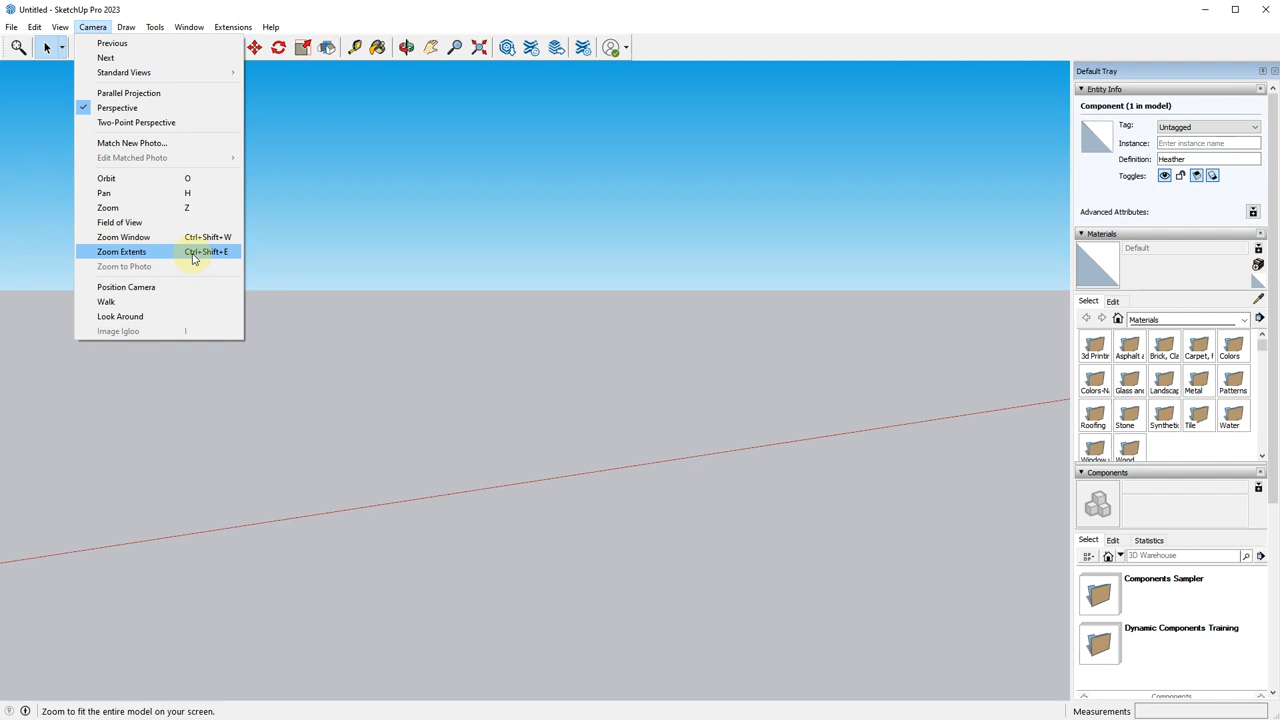 Untitled - SketchUp Pro 2023
File Edit View Camera Draw Tools Window Extensions Help
Previous
Next
Standard Views
Parallel Projection
Perspective
Two-Point Perspective
Match New Photo...
Edit Matched Photo
Orbit O
Pan H
Zoom Z
Field of View
Zoom Window Ctrl+Shift+W
Zoom Extents Ctrl+Shift+E
Zoom to Photo
Position Camera
Walk
Look Around
Image Igloo I
Default Tray
Entity Info
Component (1 in model)
Tag: Untagged
Instance: Enter instance name
Definition: Heather
Toggles:
Advanced Attributes:
Materials
Default
Select Edit
Materials
3d Printir Asphalt a Brick, Cla Carpet, F Colors
Colors-Na Glass and Landscap Metal Patterns
Roofing Stone Synthetic Tile Water
Window Wood
Components
Select Edit Statistics
3D Warehouse
Components Sampler
Dynamic Components Training
Components
Zoom to fit the entire model on your screen.
Measurements